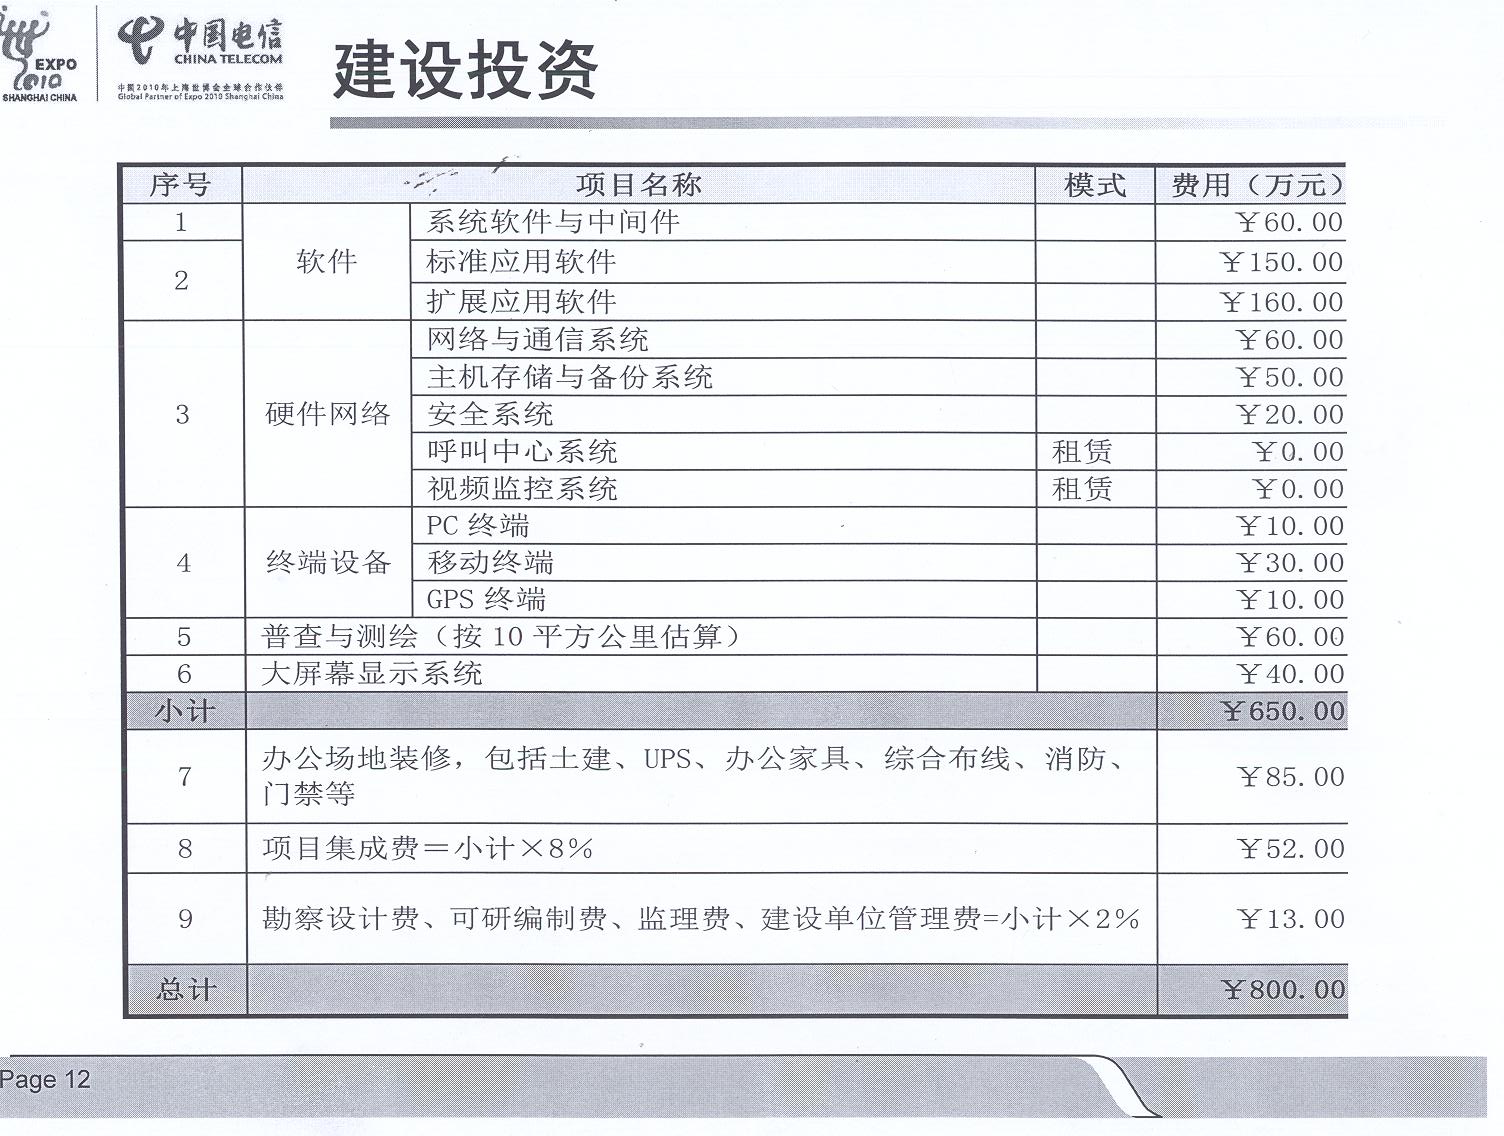 EXPO
2010
SHANGHAI CHINA
中国电信
CHINA TELECOM
中国2010年上海世博会全球合作伙伴
Global Partner of Expo 2010 Shanghai China
建设投资
序号 项目名称 模式 费用（万元）
1 软件 系统软件与中间件 ￥60.00
2 标准应用软件 ￥150.00
扩展应用软件 ￥160.00
3 硬件网络 网络与通信系统 ￥60.00
主机存储与备份系统 ￥50.00
安全系统 ￥20.00
呼叫中心系统 租赁 ￥0.00
视频监控系统 租赁 ￥0.00
4 终端设备 PC 终端 ￥10.00
移动终端 ￥30.00
GPS 终端 ￥10.00
5 普查与测绘（按 10 平方公里估算） ￥60.00
6 大屏幕显示系统 ￥40.00
小计 ￥650.00
7 办公场地装修，包括土建、UPS、办公家具、综合布线、消防、
门禁等 ￥85.00
8 项目集成费＝小计×8% ￥52.00
9 勘察设计费、可研编制费、监理费、建设单位管理费=小计×2% ￥13.00
总计 ￥800.00
Page 12